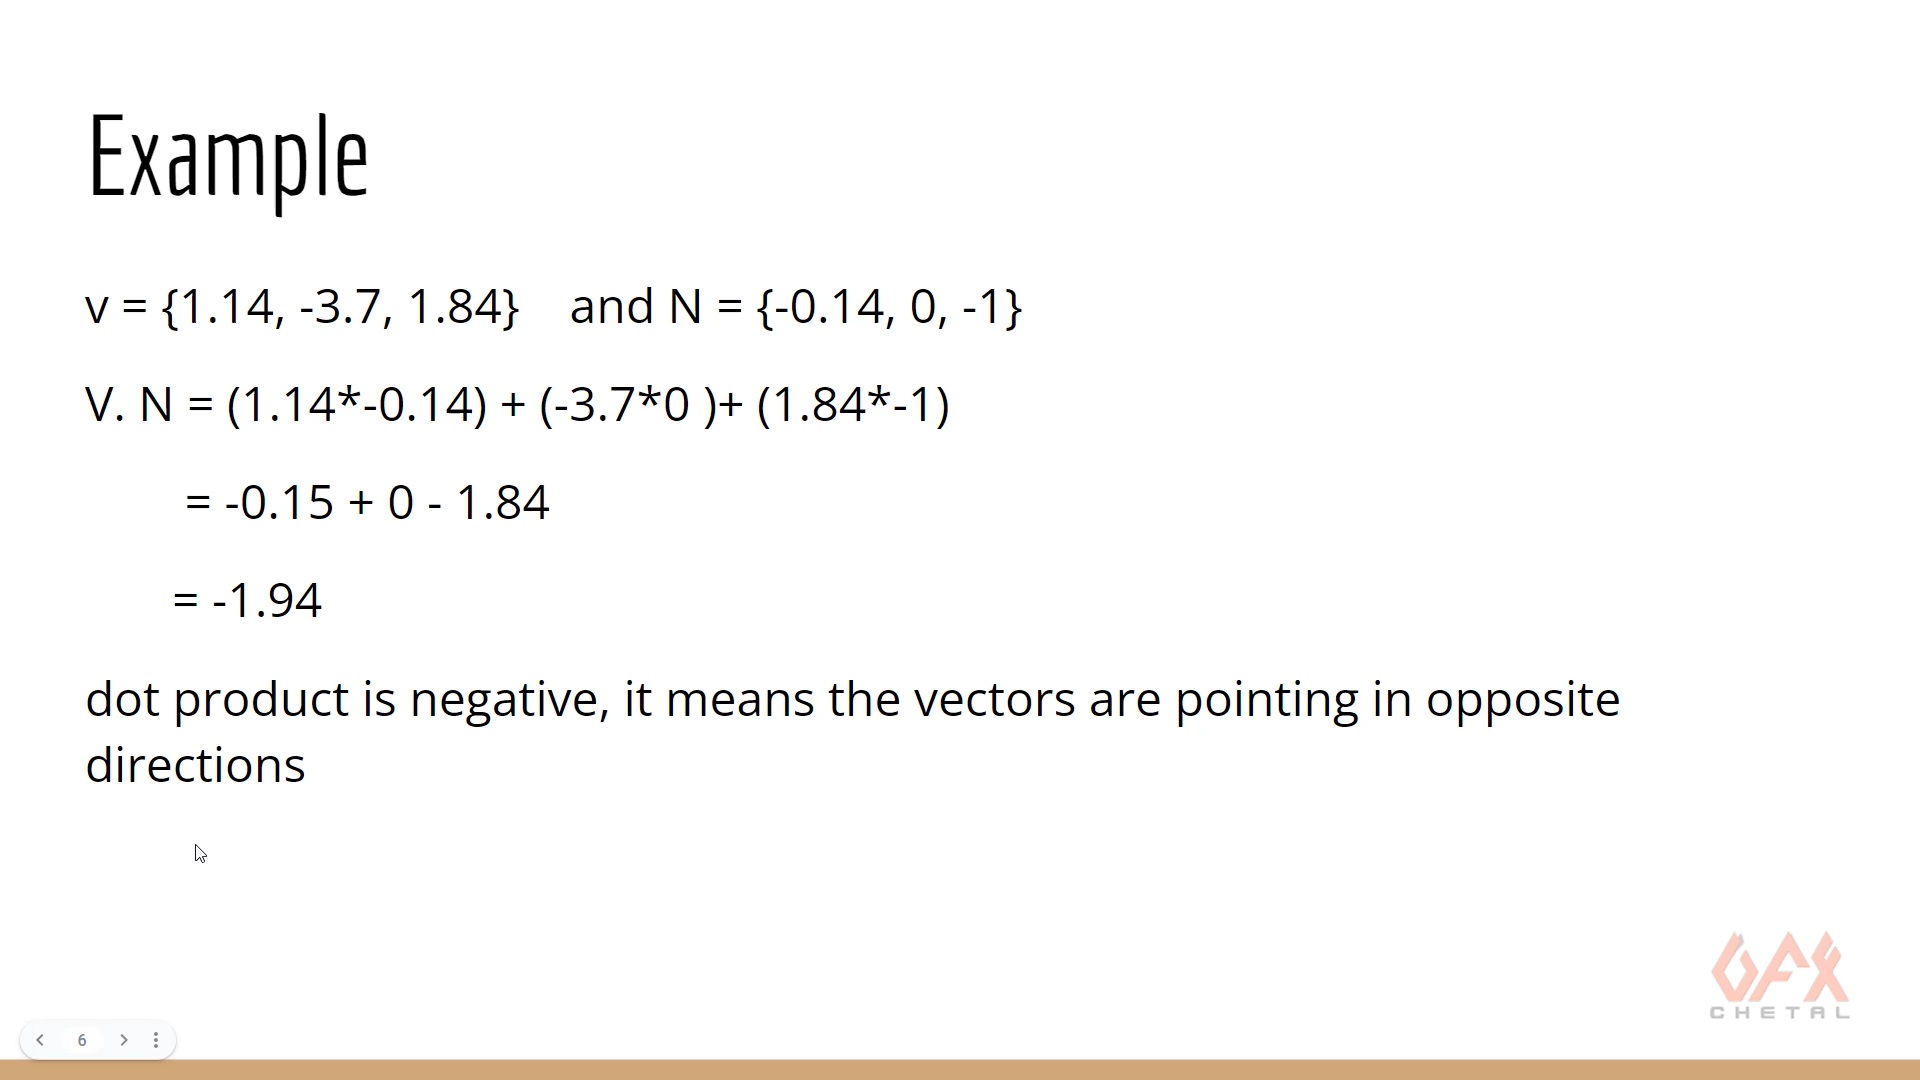 Example
v = {1.14, -3.7, 1.84} and N = {-0.14, 0, -1}
V. N = (1.14*-0.14) + (-3.7*0 )+ (1.84*-1)
= -0.15 + 0 - 1.84
= -1.94
dot product is negative, it means the vectors are pointing in opposite
directions
GFX
CHETAL
6